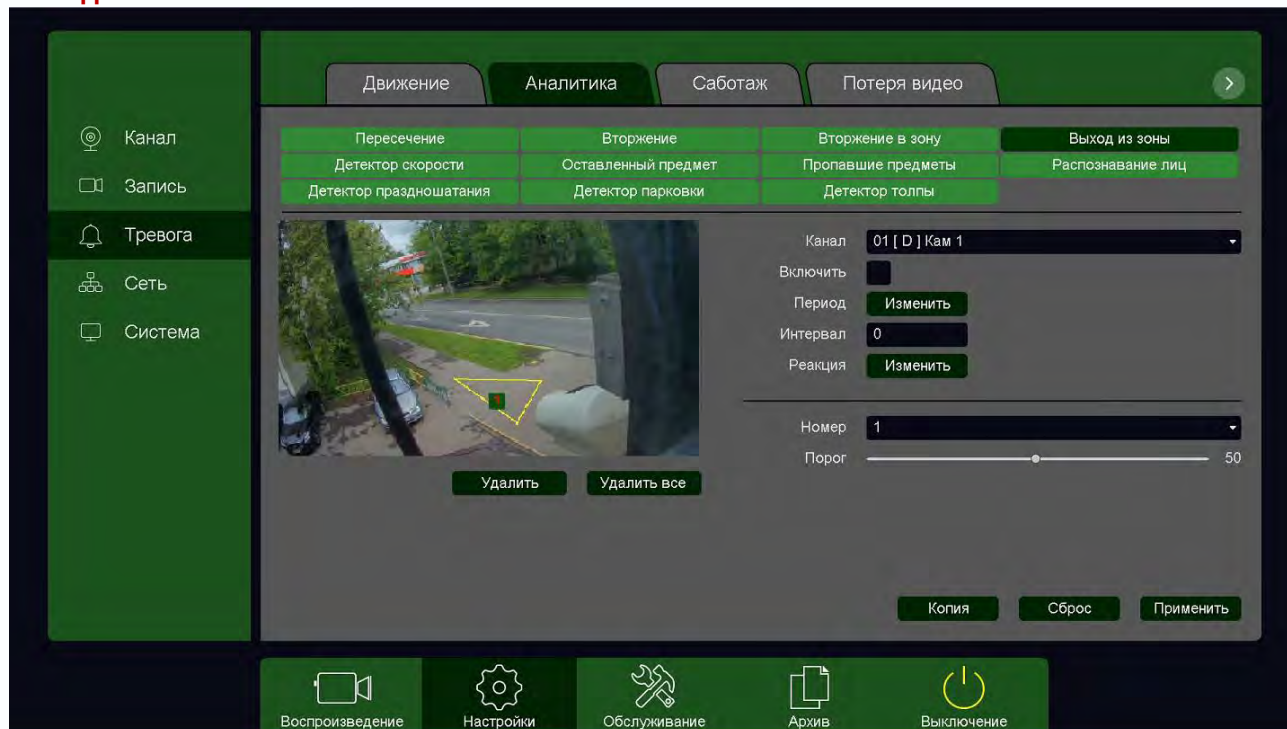 Движение
Аналитика
Саботаж
Потеря видео
Канал
Запись
Тревога
Сеть
Система
Пересечение
Вторжение
Вторжение в зону
Выход из зоны
Детектор скорости
Оставленный предмет
Пропавшие предметы
Распознавание лиц
Детектор праздношатания
Детектор парковки
Детектор толпы
1
Удалить
Удалить все
Канал
01 [ D ] Кам 1
Включить
Период
Изменить
Интервал
0
Реакция
Изменить
Номер
1
Порог
50
Копия
Сброс
Применить
Воспроизведение
Настройки
Обслуживание
Архив
Выключение